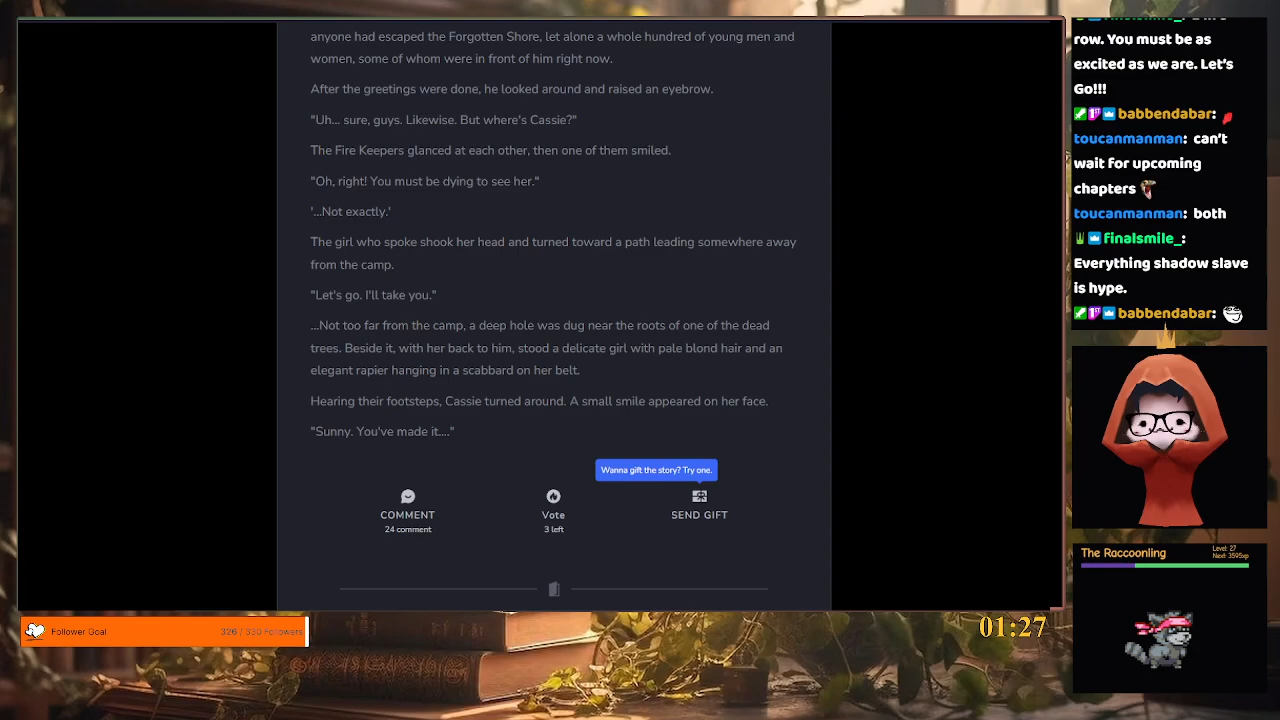 anyone had escaped the Forgotten Shore, let alone a whole hundred of young men and
women, some of whom were in front of him right now.
After the greetings were done, he looked around and raised an eyebrow.
"Uh... sure, guys. Likewise. But where's Cassie?"
The Fire Keepers glanced at each other, then one of them smiled.
"Oh, right! You must be dying to see her."
'...Not exactly.'
The girl who spoke shook her head and turned toward a path leading somewhere away
from the camp.
"Let's go. I'll take you."
...Not too far from the camp, a deep hole was dug near the roots of one of the dead
trees. Beside it, with her back to him, stood a delicate girl with pale blond hair and an
elegant rapier hanging in a scabbard on her belt.
Hearing their footsteps, Cassie turned around. A small smile appeared on her face.
"Sunny. You've made it...."
Wanna gift the story? Try one.
COMMENT
24 comment
Vote
3 left
SEND GIFT
row. You must be as
excited as we are. Let's
Go!!!
babbendabar:
toucanmanman: can't
wait for upcoming
chapters
toucanmanman: both
finalsmile_:
Everything shadow slave
is hype.
babbendabar:
The Raccoonling
Level: 27
Next: 3595xp
Follower Goal
326 / 330 Followers
01:27